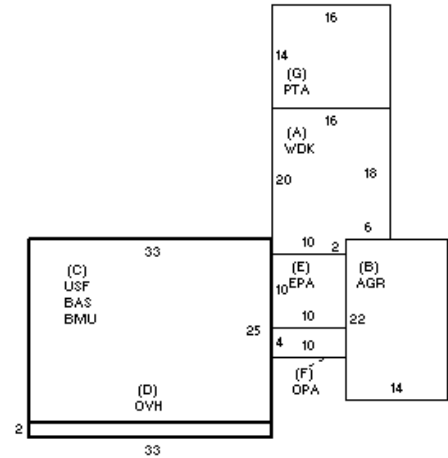 16
14
(G)
PTA
16
(A)
WDK
20
18
6
33
10
2
(C)
USF
BAS
BMU
(E)
EPA
(B)
AGR
10
25
10
22
4
10
(D)
OVH
(F)
OPA
14
2
33